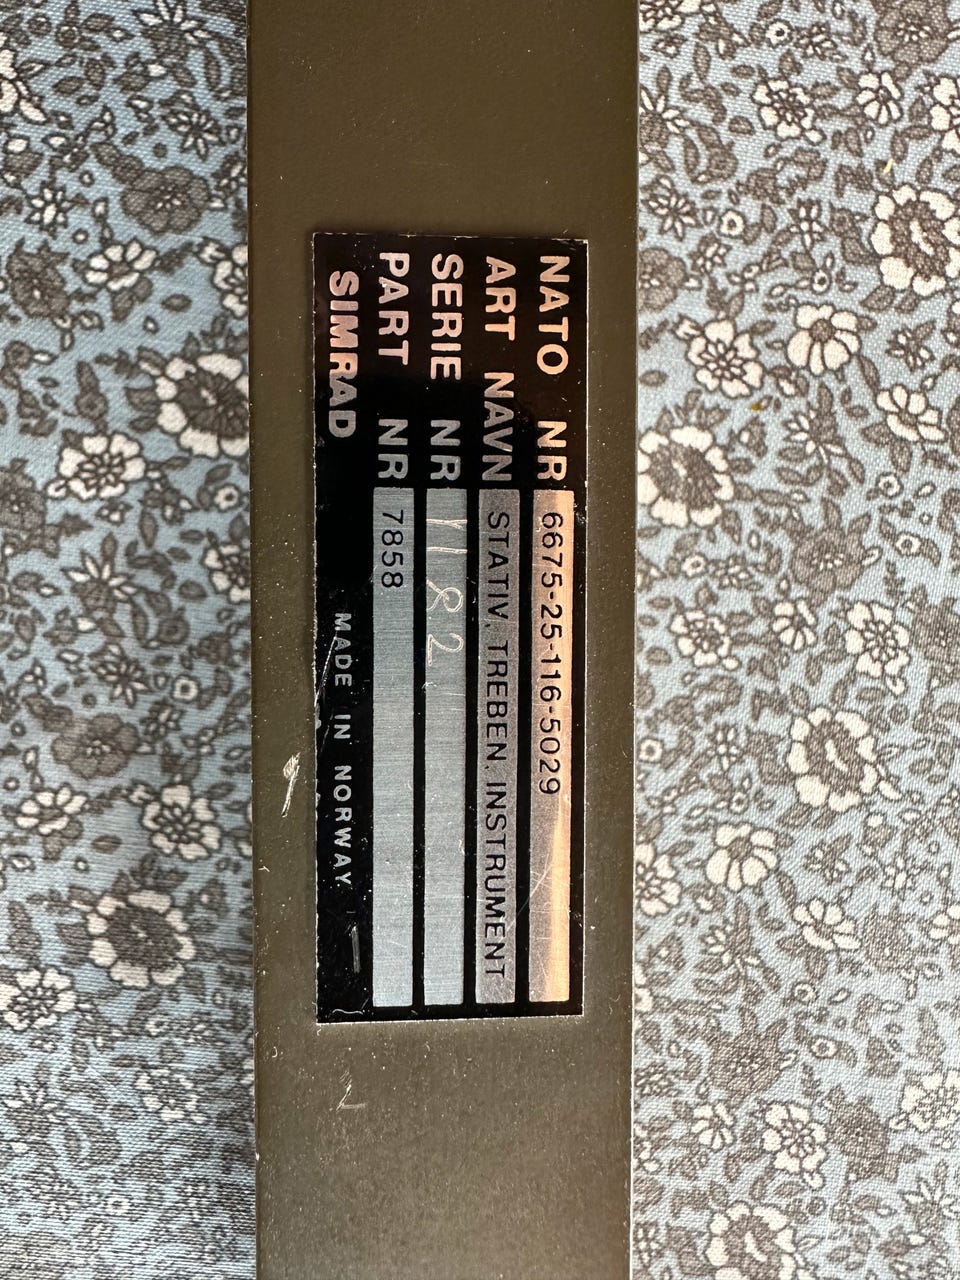 NATO NR 6675-25-116-5029
ART NAVN STATIV, TREBEN, INSTRUMENT
SERIE NR 1182
PART NR 7858
SIMRAD MADE IN NORWAY